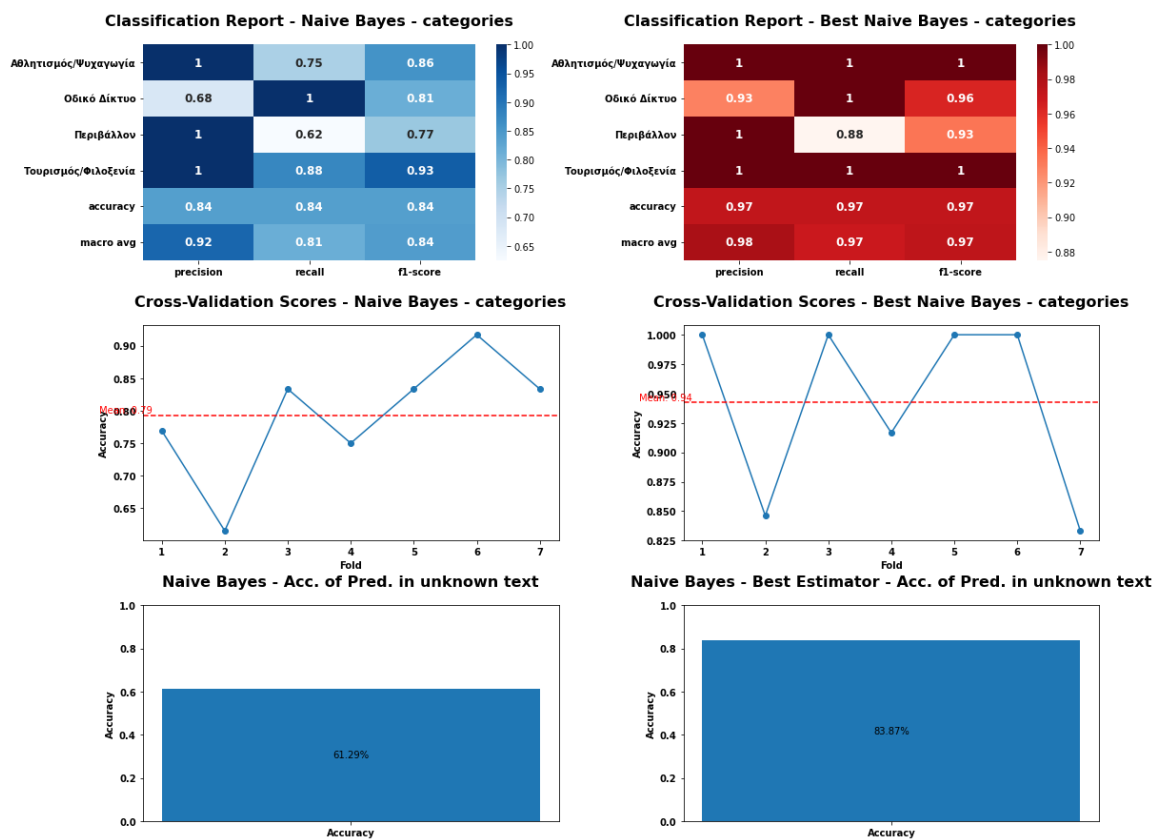 Classification Report - Naive Bayes - categories
Αθλητισμός/Ψυχαγωγία 1 0.75 0.86
Οδικό Δίκτυο 0.68 1 0.81
Περιβάλλον 1 0.62 0.77
Τουρισμός/Φιλοξενία 1 0.88 0.93
accuracy 0.84 0.84 0.84
macro avg 0.92 0.81 0.84
precision recall f1-score
1.00
0.95
0.90
0.85
0.80
0.75
0.70
0.65
Classification Report - Best Naive Bayes - categories
Αθλητισμός/Ψυχαγωγία 1 1 1
Οδικό Δίκτυο 0.93 1 0.96
Περιβάλλον 1 0.88 0.93
Τουρισμός/Φιλοξενία 1 1 1
accuracy 0.97 0.97 0.97
macro avg 0.98 0.97 0.97
precision recall f1-score
1.00
0.98
0.96
0.94
0.92
0.90
0.88
Cross-Validation Scores - Naive Bayes - categories
Accuracy
0.90
0.85
0.80
0.75
0.70
0.65
Mean: 0.79
1 2 3 4 5 6 7
Fold
Cross-Validation Scores - Best Naive Bayes - categories
Accuracy
1.000
0.975
0.950
0.925
0.900
0.875
0.850
0.825
Mean: 0.94
1 2 3 4 5 6 7
Fold
Naive Bayes - Acc. of Pred. in unknown text
Accuracy
1.0
0.8
0.6
0.4
0.2
0.0
61.29%
Accuracy
Naive Bayes - Best Estimator - Acc. of Pred. in unknown text
Accuracy
1.0
0.8
0.6
0.4
0.2
0.0
83.87%
Accuracy